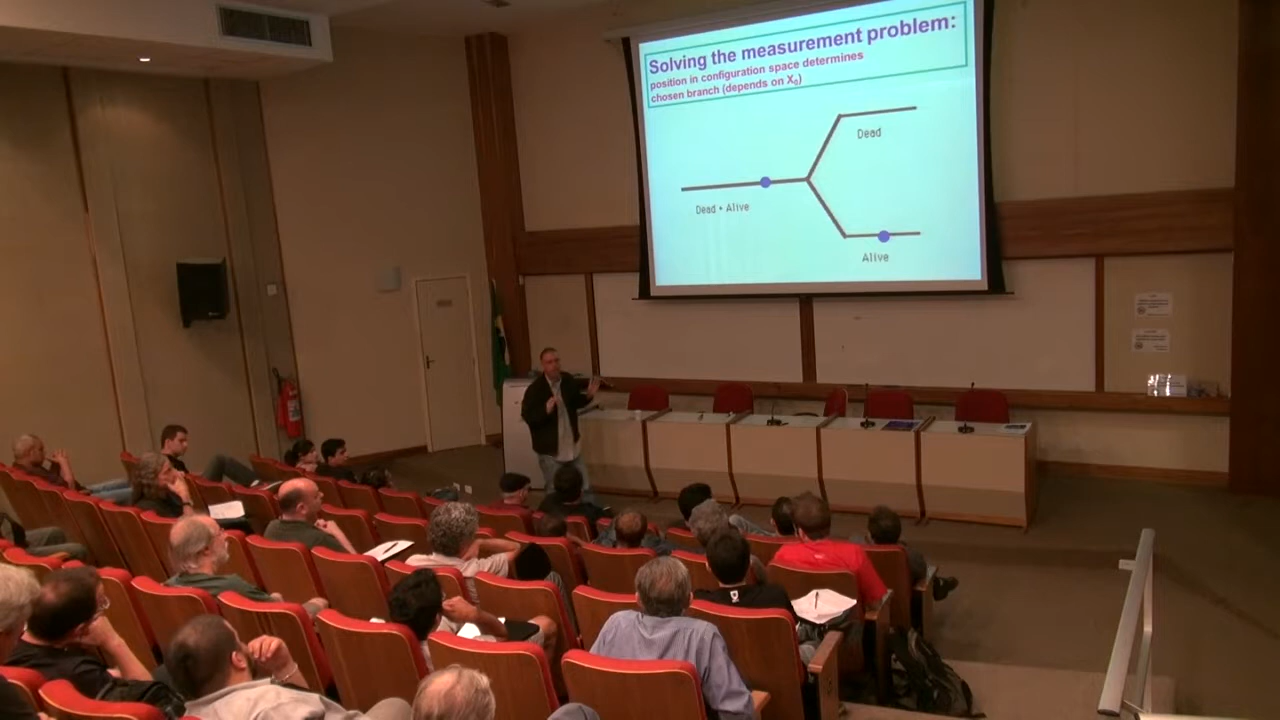 Solving the measurement problem:
position in configuration space determines
chosen branch (depends on X₀)
Dead
Dead + Alive
Alive